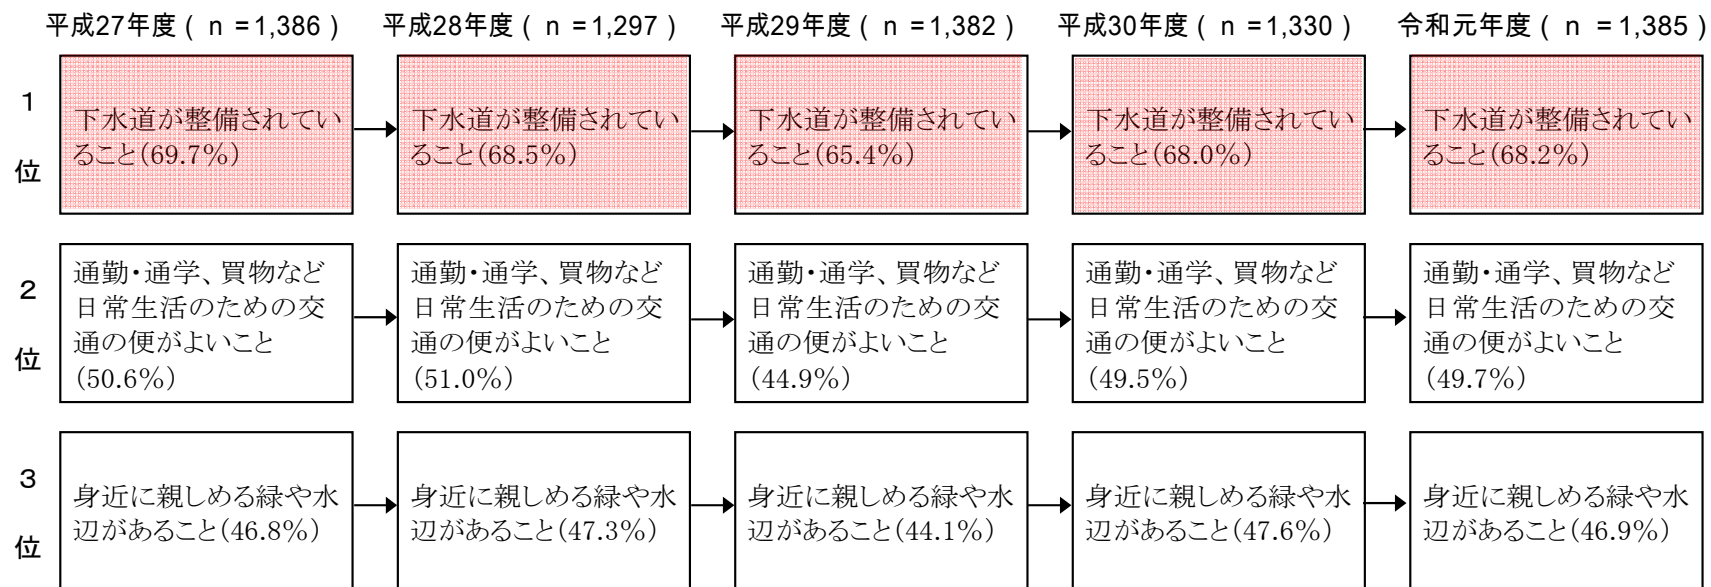 平成27年度（ｎ=1,386）
平成28年度（ｎ=1,297）
平成29年度（ｎ=1,382）
平成30年度（ｎ=1,330）
令和元年度（ｎ=1,385）
1
位
下水道が整備されてい
ること(69.7%)
下水道が整備されてい
ること(68.5%)
下水道が整備されてい
ること(65.4%)
下水道が整備されてい
ること(68.0%)
下水道が整備されてい
ること(68.2%)
2
位
通勤・通学、買物など
日常生活のための交
通の便がよいこと
(50.6%)
通勤・通学、買物など
日常生活のための交
通の便がよいこと
(51.0%)
通勤・通学、買物など
日常生活のための交
通の便がよいこと
(44.9%)
通勤・通学、買物など
日常生活のための交
通の便がよいこと
(49.5%)
通勤・通学、買物など
日常生活のための交
通の便がよいこと
(49.7%)
3
位
身近に親しめる緑や水
辺があること(46.8%)
身近に親しめる緑や水
辺があること(47.3%)
身近に親しめる緑や水
辺があること(44.1%)
身近に親しめる緑や水
辺があること(47.6%)
身近に親しめる緑や水
辺があること(46.9%)